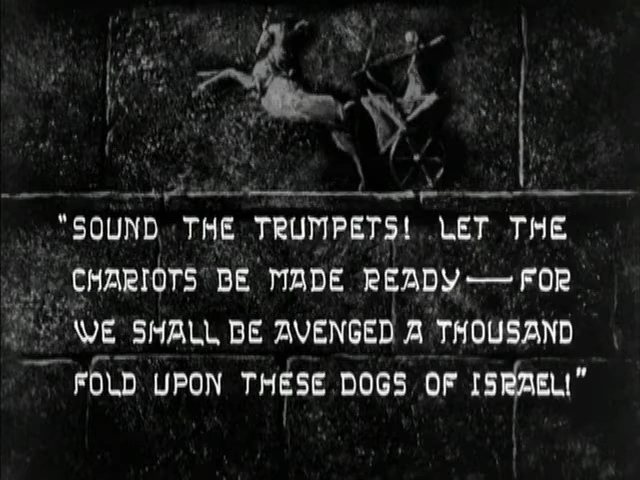 "SOUND THE TRUMPETS! LET THE
CHARIOTS BE MADE READY—FOR
WE SHALL BE AVENGED A THOUSAND
FOLD UPON THESE DOGS OF ISRAEL!"